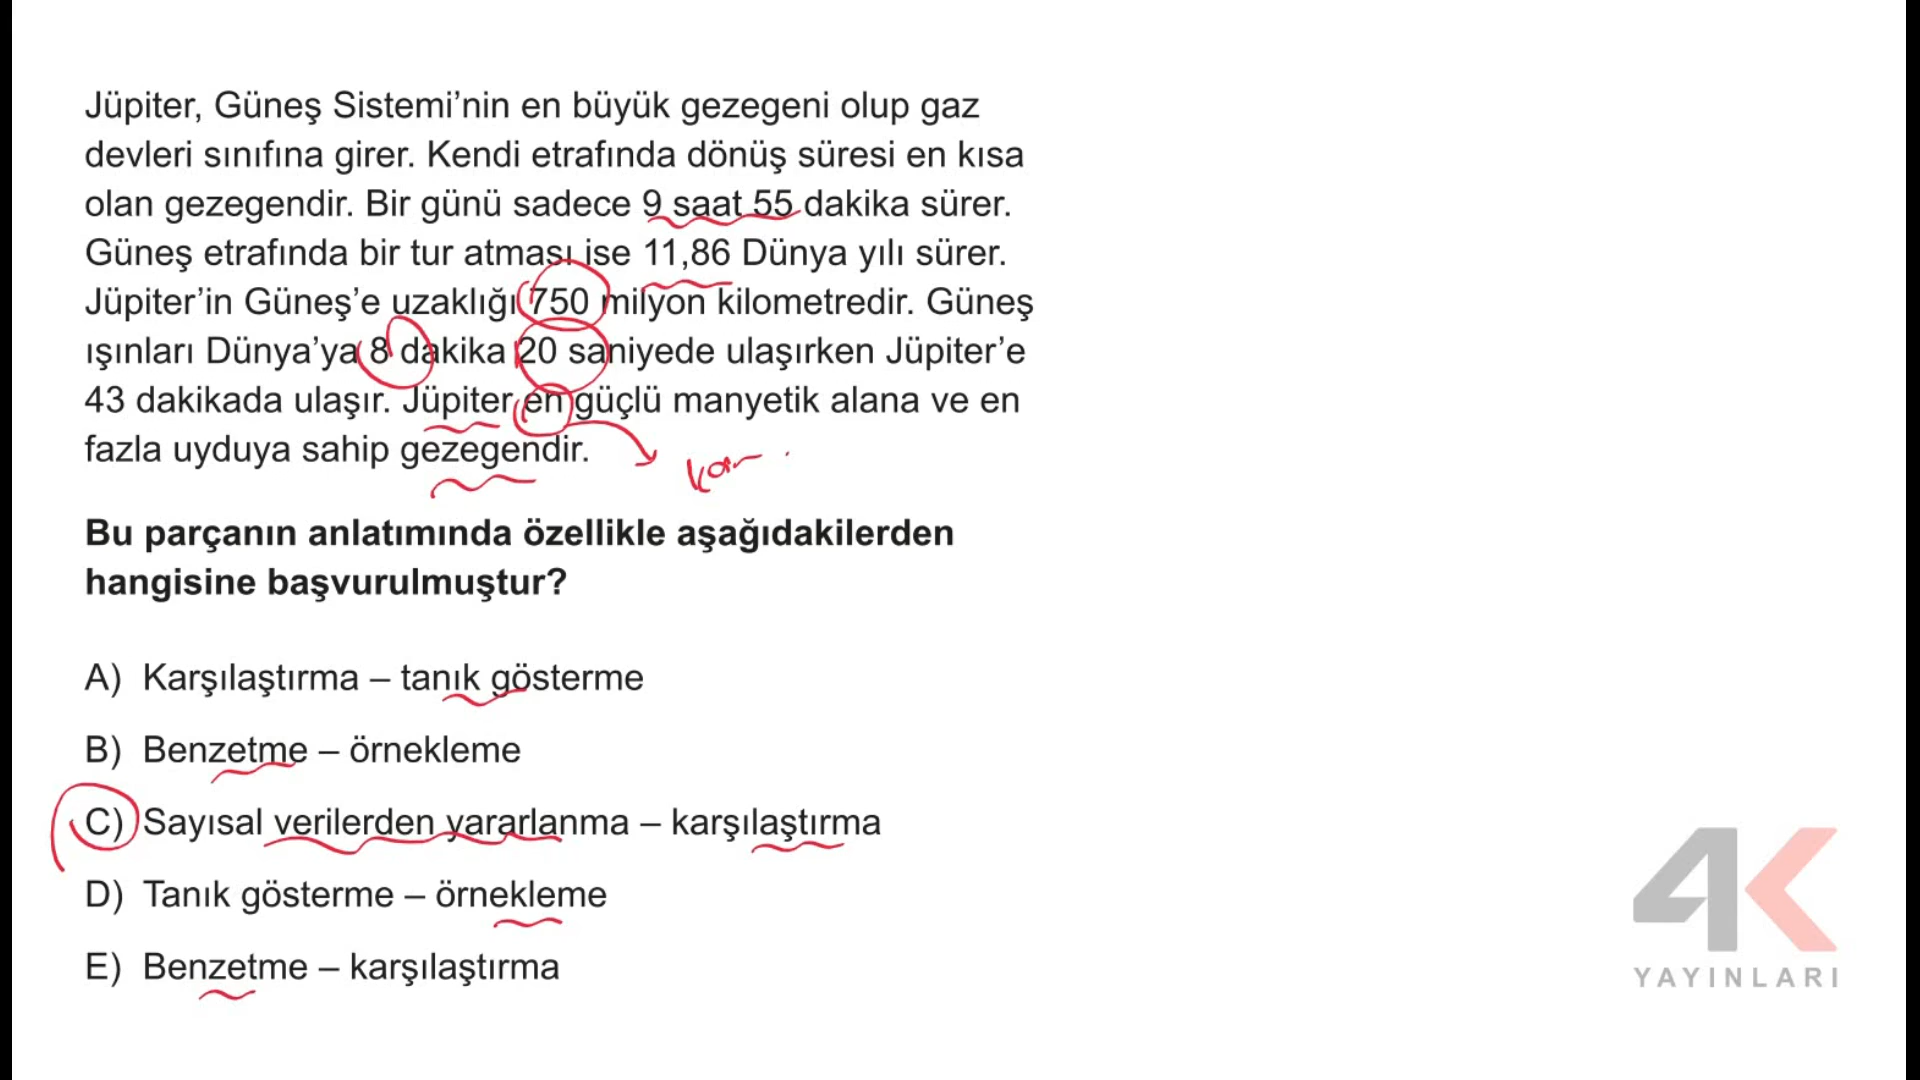 Jüpiter, Güneş Sistemi’nin en büyük gezegeni olup gaz
devleri sınıfına girer. Kendi etrafında dönüş süresi en kısa
olan gezegendir. Bir günü sadece 9 saat 55 dakika sürer.
Güneş etrafında bir tur atması ise 11,86 Dünya yılı sürer.
Jüpiter’in Güneş’e uzaklığı 750 milyon kilometredir. Güneş
ışınları Dünya’ya 8 dakika 20 saniyede ulaşırken Jüpiter’e
43 dakikada ulaşır. Jüpiter en güçlü manyetik alana ve en
fazla uyduya sahip gezegendir.
Bu parçanın anlatımında özellikle aşağıdakilerden
hangisine başvurulmuştur?
A) Karşılaştırma – tanık gösterme
B) Benzetme – örnekleme
C) Sayısal verilerden yararlanma – karşılaştırma
D) Tanık gösterme – örnekleme
E) Benzetme – karşılaştırma
4K
YAYINLARI